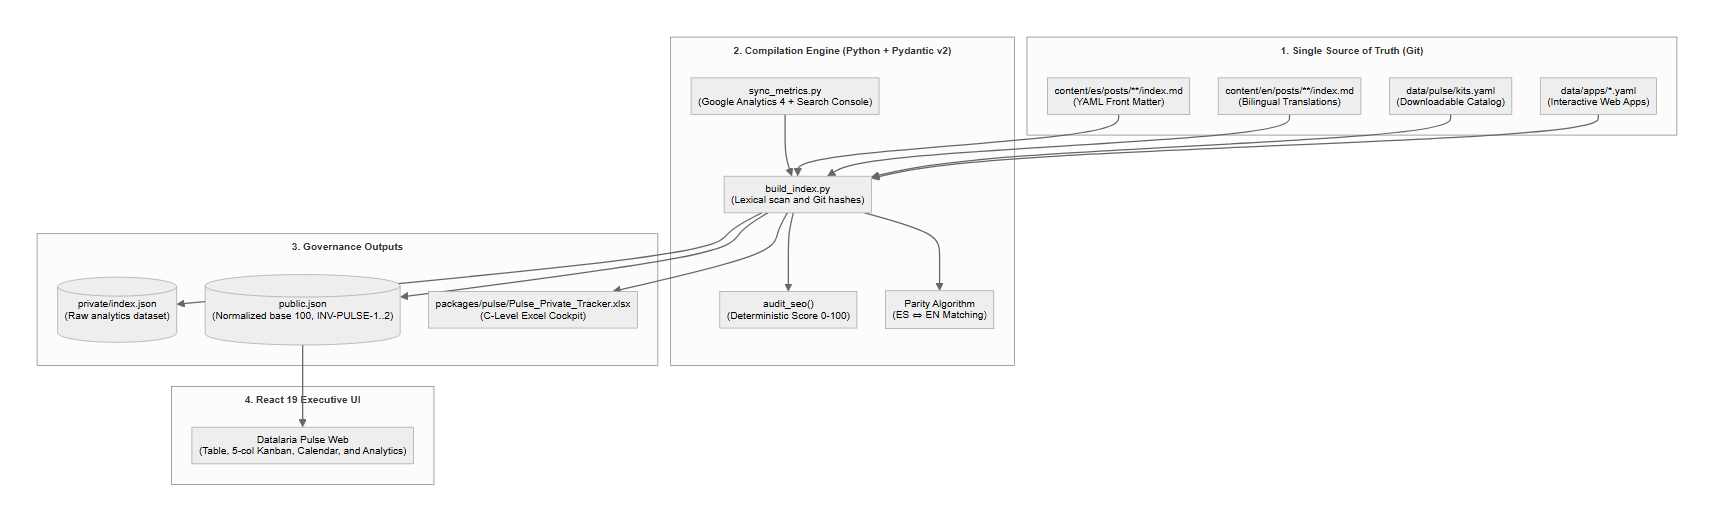 1. Single Source of Truth (Git)
content/es/posts/**/index.md
(YAML Front Matter)
content/en/posts/**/index.md
(Bilingual Translations)
data/pulse/kits.yaml
(Downloadable Catalog)
data/apps/*.yaml
(Interactive Web Apps)
2. Compilation Engine (Python + Pydantic v2)
sync_metrics.py
(Google Analytics 4 + Search Console)
build_index.py
(Lexical scan and Git hashes)
audit_seo()
(Deterministic Score 0-100)
Parity Algorithm
(ES ⇔ EN Matching)
3. Governance Outputs
private/index.json
(Raw analytics dataset)
public.json
(Normalized base 100, INV-PULSE-1..2)
packages/pulse/Pulse_Private_Tracker.xlsx
(C-Level Excel Cockpit)
4. React 19 Executive UI
Datalaria Pulse Web
(Table, 5-col Kanban, Calendar, and Analytics)